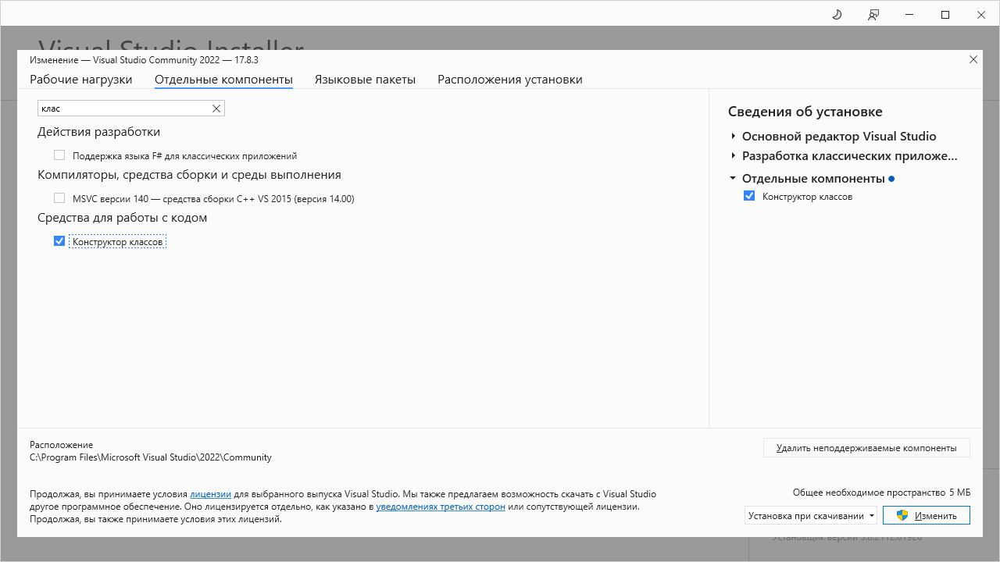 Visual Studio Installer
Изменение — Visual Studio Community 2022 — 17.8.3
Рабочие нагрузки
Отдельные компоненты
Языковые пакеты
Расположения установки
клас
Действия разработки
Поддержка языка F# для классических приложений
Компиляторы, средства сборки и среды выполнения
MSVC версии 140 — средства сборки C++ VS 2015 (версия 14.00)
Средства для работы с кодом
Конструктор классов
Сведения об установке
Основной редактор Visual Studio
Разработка классических приложе...
Отдельные компоненты
Конструктор классов
Расположение
C:\Program Files\Microsoft Visual Studio\2022\Community
Удалить неподдерживаемые компоненты
Продолжая, вы принимаете условия лицензии для выбранного выпуска Visual Studio. Мы также предлагаем возможность скачать с Visual Studio
другое программное обеспечение. Оно лицензируется отдельно, как указано в уведомлениях третьих сторон или сопутствующей лицензии.
Продолжая, вы также принимаете условия этих лицензий.
Общее необходимое пространство 5 МБ
Установка при скачивании
Изменить
Установщик версии